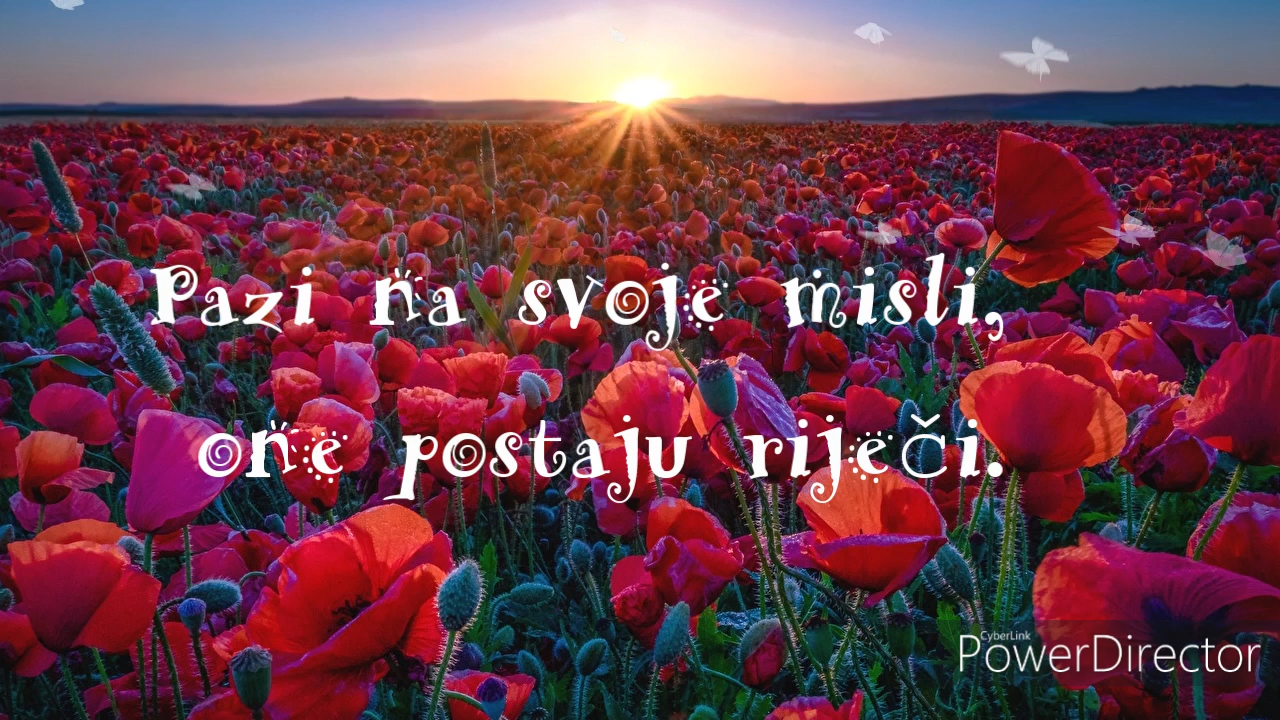 Pazi na svoje misli,
one postaju riječi.
CyberLink
PowerDirector